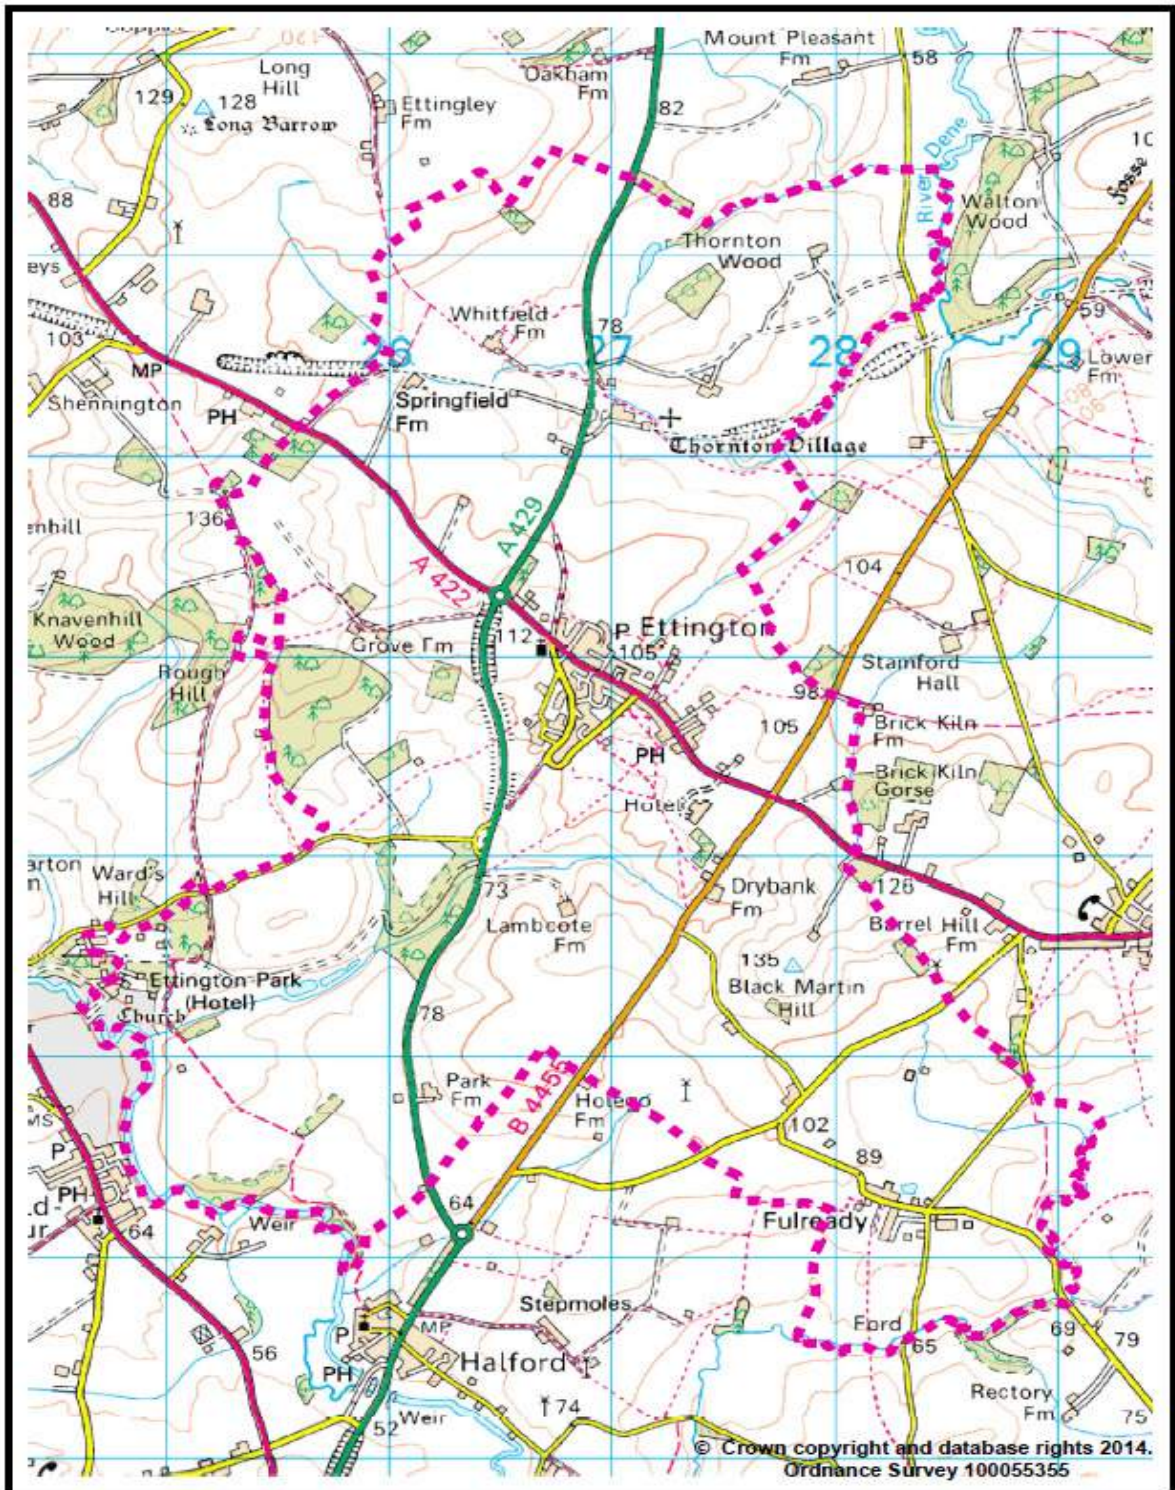 Long
Hill
129
128
Long Barrow
Ettingley
Fm
Oakham
Fm
Mount Pleasant
Fm
58
82
River Dene
Walton
Wood
Fosse
88
Thornton
Wood
59
Whitfield
Fm
78
103
MP
26
27
28
29
Lower
Fm
Shennington
PH
Springfield
Fm
Thornton Village
136
A 429
A 422
104
Knavenhill
Wood
Grove Fm
112
P
Ettington
105
Rough
Hill
Stamford
Hall
98
105
Brick Kiln
Fm
PH
Brick Kiln
Gorse
Hotel
Ward's
Hill
73
Drybank
Fm
126
Lambcote
Fm
Barrel Hill
Fm
135
Black Martin
Hill
Ettington Park
(Hotel)
Church
78
Park
Fm
B 4455
Holego
Fm
MS
P
PH
102
89
64
64
Weir
Fulready
Stepmoles
Ford
65
69
79
P
MP
PH
Halford
56
Rectory
Fm
74
75
Weir
52
© Crown copyright and database rights 2014.
Ordnance Survey 100055355